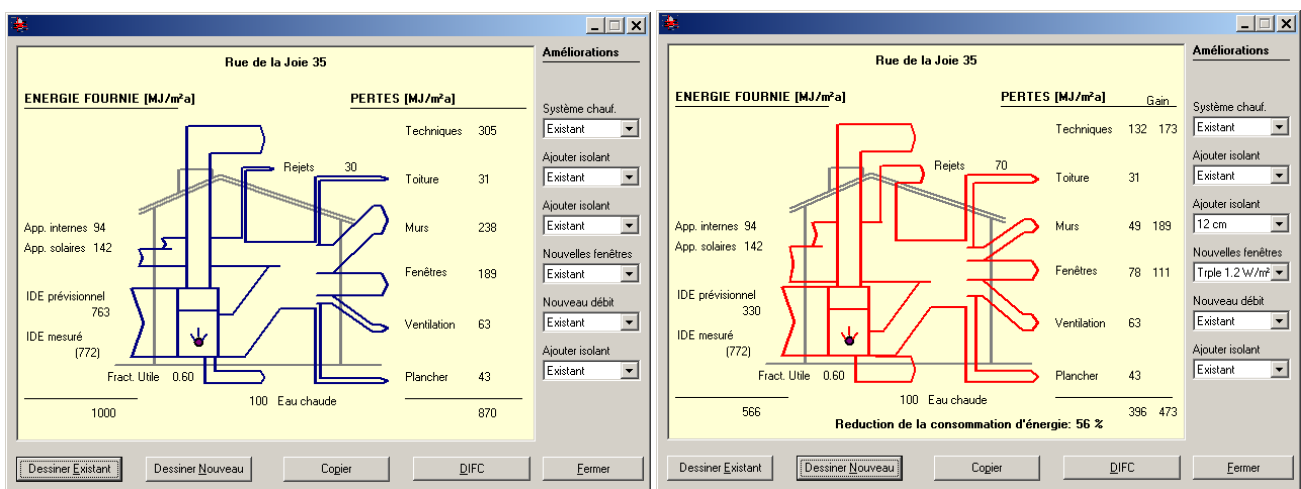 Rue de la Joie 35
Améliorations
ENERGIE FOURNIE [MJ/m²a] PERTES [MJ/m²a]
Système chauf.
Techniques 305
Existant
Ajouter isolant
Rejets 30
Toiture 31
Existant
Ajouter isolant
App. internes 94
Murs 238
Existant
App. solaires 142
Nouvelles fenêtres
Fenêtres 189
Existant
IDE prévisionnel
763
Nouveau débit
Ventilation 63
Existant
IDE mesuré
(772)
Ajouter isolant
Fract. Utile 0.60
Plancher 43
Existant
100 Eau chaude
1000 870
Dessiner Existant Dessiner Nouveau Copier DIFC Fermer
Rue de la Joie 35
Améliorations
ENERGIE FOURNIE [MJ/m²a] PERTES [MJ/m²a] Gain
Système chauf.
Techniques 132 173
Existant
Ajouter isolant
Rejets 70
Toiture 31
Existant
Ajouter isolant
App. internes 94
Murs 49 189
12 cm
App. solaires 142
Nouvelles fenêtres
Fenêtres 78 111
Trple 1.2 W/m²
IDE prévisionnel
330
Nouveau débit
Ventilation 63
Existant
IDE mesuré
(772)
Ajouter isolant
Fract. Utile 0.60
Plancher 43
Existant
100 Eau chaude
566 396 473
Reduction de la consommation d'énergie: 56 %
Dessiner Existant Dessiner Nouveau Copier DIFC Fermer